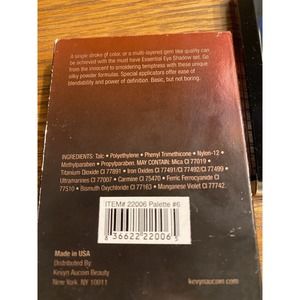 A single stroke of color, or a multi-layered gem like quality can
be achieved with the must have Essential Eye Shadow set. Go
from the innocent to smoldering temptress with these unique
silky powder formulas. Special applicators offer ease of
blendability and power of definition. Basic, but not boring.
INGREDIENTS: Talc • Polyethylene • Phenyl Trimethicone • Nylon-12 •
Methylparaben • Propylparaben. MAY CONTAIN: Mica CI 77019 •
Titanium Dioxide CI 77891 • Iron Oxides CI 77491/CI 77492/CI 77499 •
Ultramarines CI 77007 • Carmine CI 75470 • Ferric Ferrocyanide CI
77510 • Bismuth Oxychloride CI 77163 • Manganese Violet CI 77742.
ITEM# 22006 Palette #6
8 36622 22006 5
Made in USA
Distributed By:
Kevyn Aucoin Beauty
New York, NY 10011
kevynaucoin.com